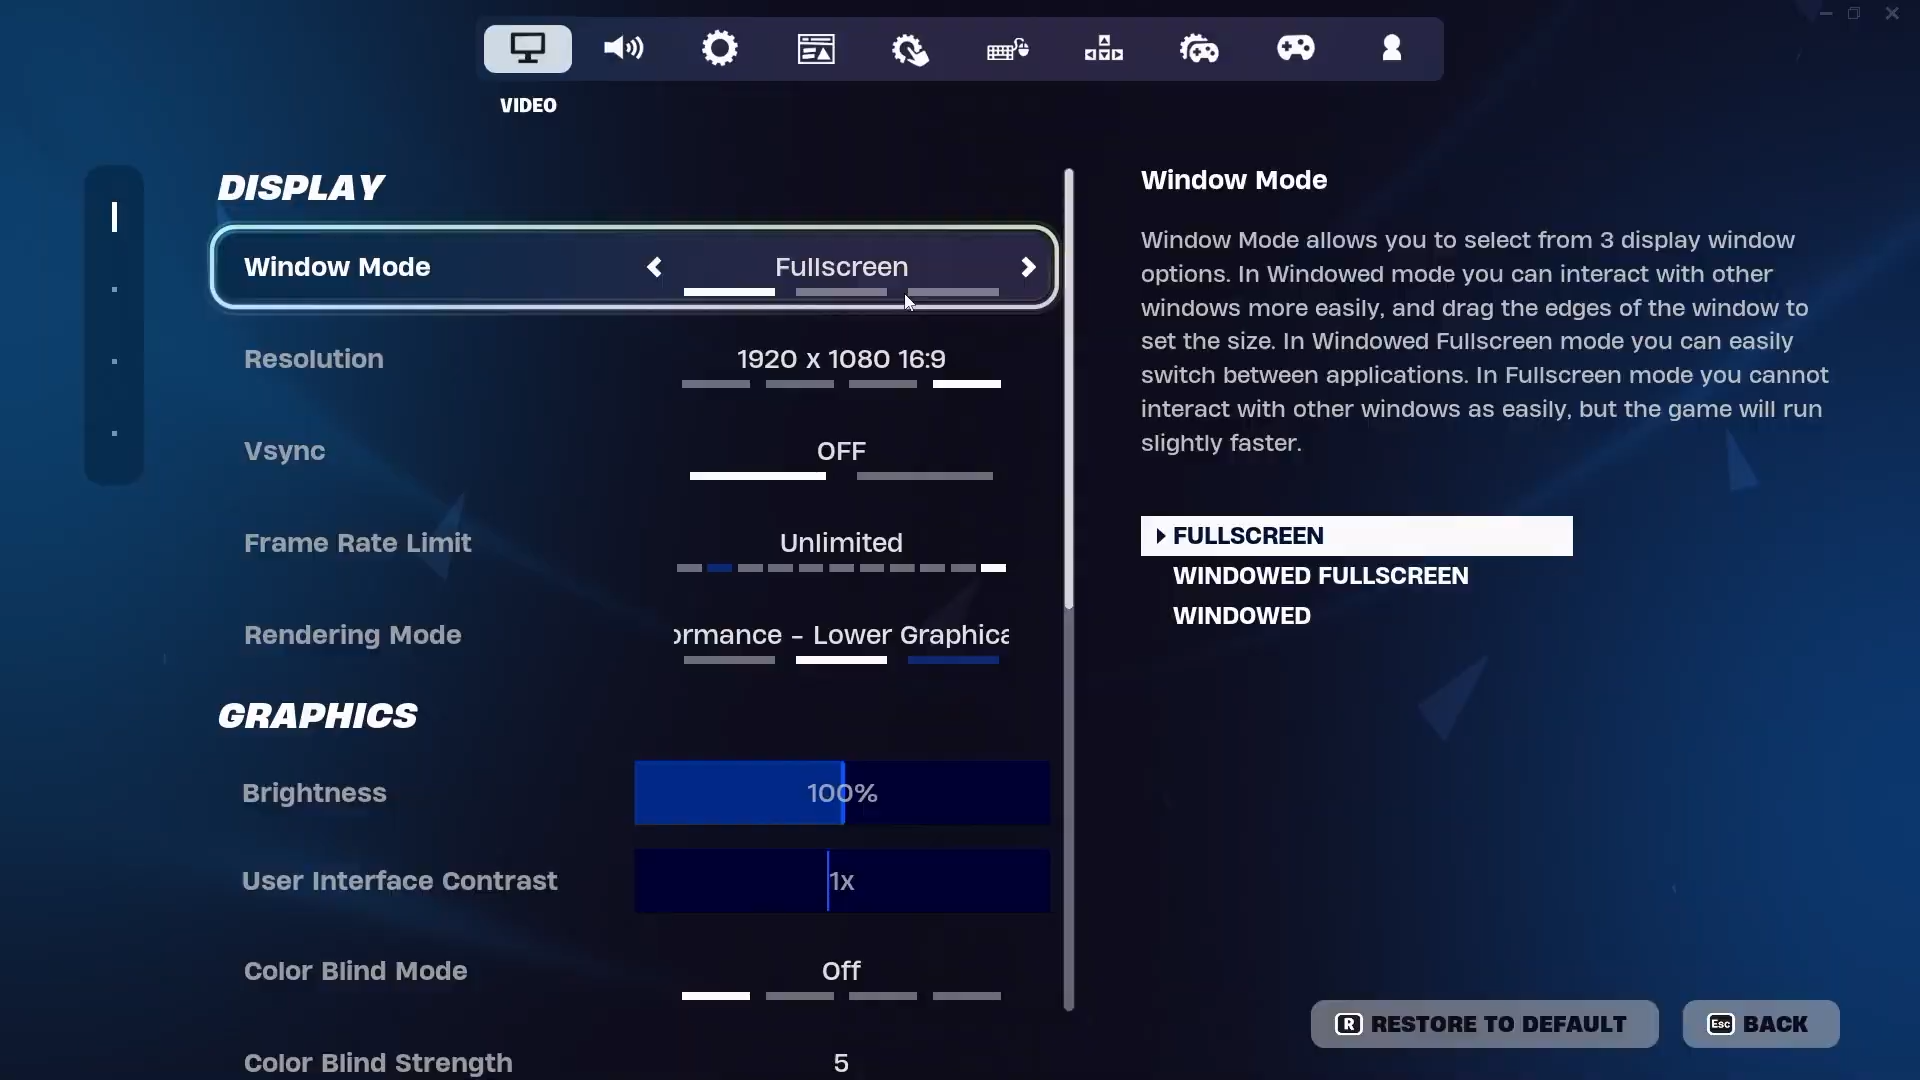 VIDEO
DISPLAY
Window Mode
Fullscreen
Resolution
1920 x 1080 16:9
Vsync
OFF
Frame Rate Limit
Unlimited
Rendering Mode
ormance - Lower Graphica
GRAPHICS
Brightness
100%
User Interface Contrast
1x
Color Blind Mode
Off
Color Blind Strength
5
Window Mode
Window Mode allows you to select from 3 display window
options. In Windowed mode you can interact with other
windows more easily, and drag the edges of the window to
set the size. In Windowed Fullscreen mode you can easily
switch between applications. In Fullscreen mode you cannot
interact with other windows as easily, but the game will run
slightly faster.
FULLSCREEN
WINDOWED FULLSCREEN
WINDOWED
R RESTORE TO DEFAULT
Esc BACK